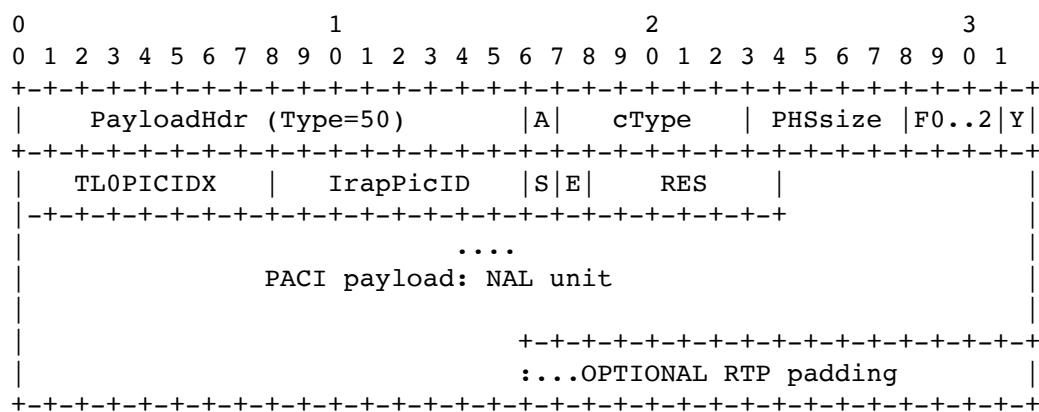 0                   1                   2                   3
0 1 2 3 4 5 6 7 8 9 0 1 2 3 4 5 6 7 8 9 0 1 2 3 4 5 6 7 8 9 0 1
+-+-+-+-+-+-+-+-+-+-+-+-+-+-+-+-+-+-+-+-+-+-+-+-+-+-+-+-+-+-+-+-+
|    PayloadHdr (Type=50)       |A|   cType   | PHSsize |F0..2|Y|
+-+-+-+-+-+-+-+-+-+-+-+-+-+-+-+-+-+-+-+-+-+-+-+-+-+-+-+-+-+-+-+-+
|   TL0PICIDX   |   IrapPicID   |S|E|    RES    |               |
|-+-+-+-+-+-+-+-+-+-+-+-+-+-+-+-+-+-+-+-+-+-+-+-+               |
|                           ....                                |
|               PACI payload: NAL unit                          |
|                                                               |
|                               +-+-+-+-+-+-+-+-+-+-+-+-+-+-+-+-+
|                               :...OPTIONAL RTP padding        |
+-+-+-+-+-+-+-+-+-+-+-+-+-+-+-+-+-+-+-+-+-+-+-+-+-+-+-+-+-+-+-+-+